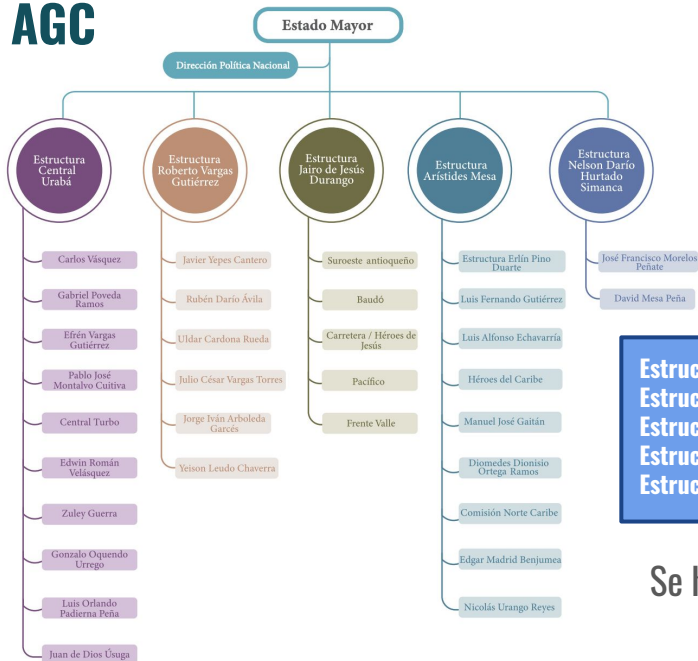 AGC
Estado Mayor
Dirección Política Nacional
Estructura
Central
Urabá
Carlos Vásquez
Gabriel Poveda
Ramos
Efrén Vargas
Gutiérrez
Pablo José
Montalvo Cuitiva
Central Turbo
Edwin Román
Velásquez
Zuley Guerra
Gonzalo Oquendo
Urrego
Luis Orlando
Padierna Peña
Juan de Dios Úsuga
Estructura
Roberto Vargas
Gutiérrez
Javier Yepes Cantero
Rubén Darío Ávila
Uldar Cardona Rueda
Julio César Vargas Torres
Jorge Iván Arboleda
Garcés
Yeison Leudo Chaverra
Estructura
Jairo de Jesús
Durango
Suroeste antioqueño
Baudó
Carretera / Héroes de
Jesús
Pacífico
Frente Valle
Estructura
Arístides Mesa
Estructura Erlín Pino
Duarte
Luis Fernando Gutiérrez
Luis Alfonso Echavarría
Héroes del Caribe
Manuel José Gaitán
Diomedes Dionisio
Ortega Ramos
Comisión Norte Caribe
Edgar Madrid Benjumea
Nicolás Urango Reyes
Estructura
Nelson Darío
Hurtado
Simanca
José Francisco Morelos
Peñate
David Mesa Peña
Estruc
Estruc
Estruc
Estruc
Estruc
Se h